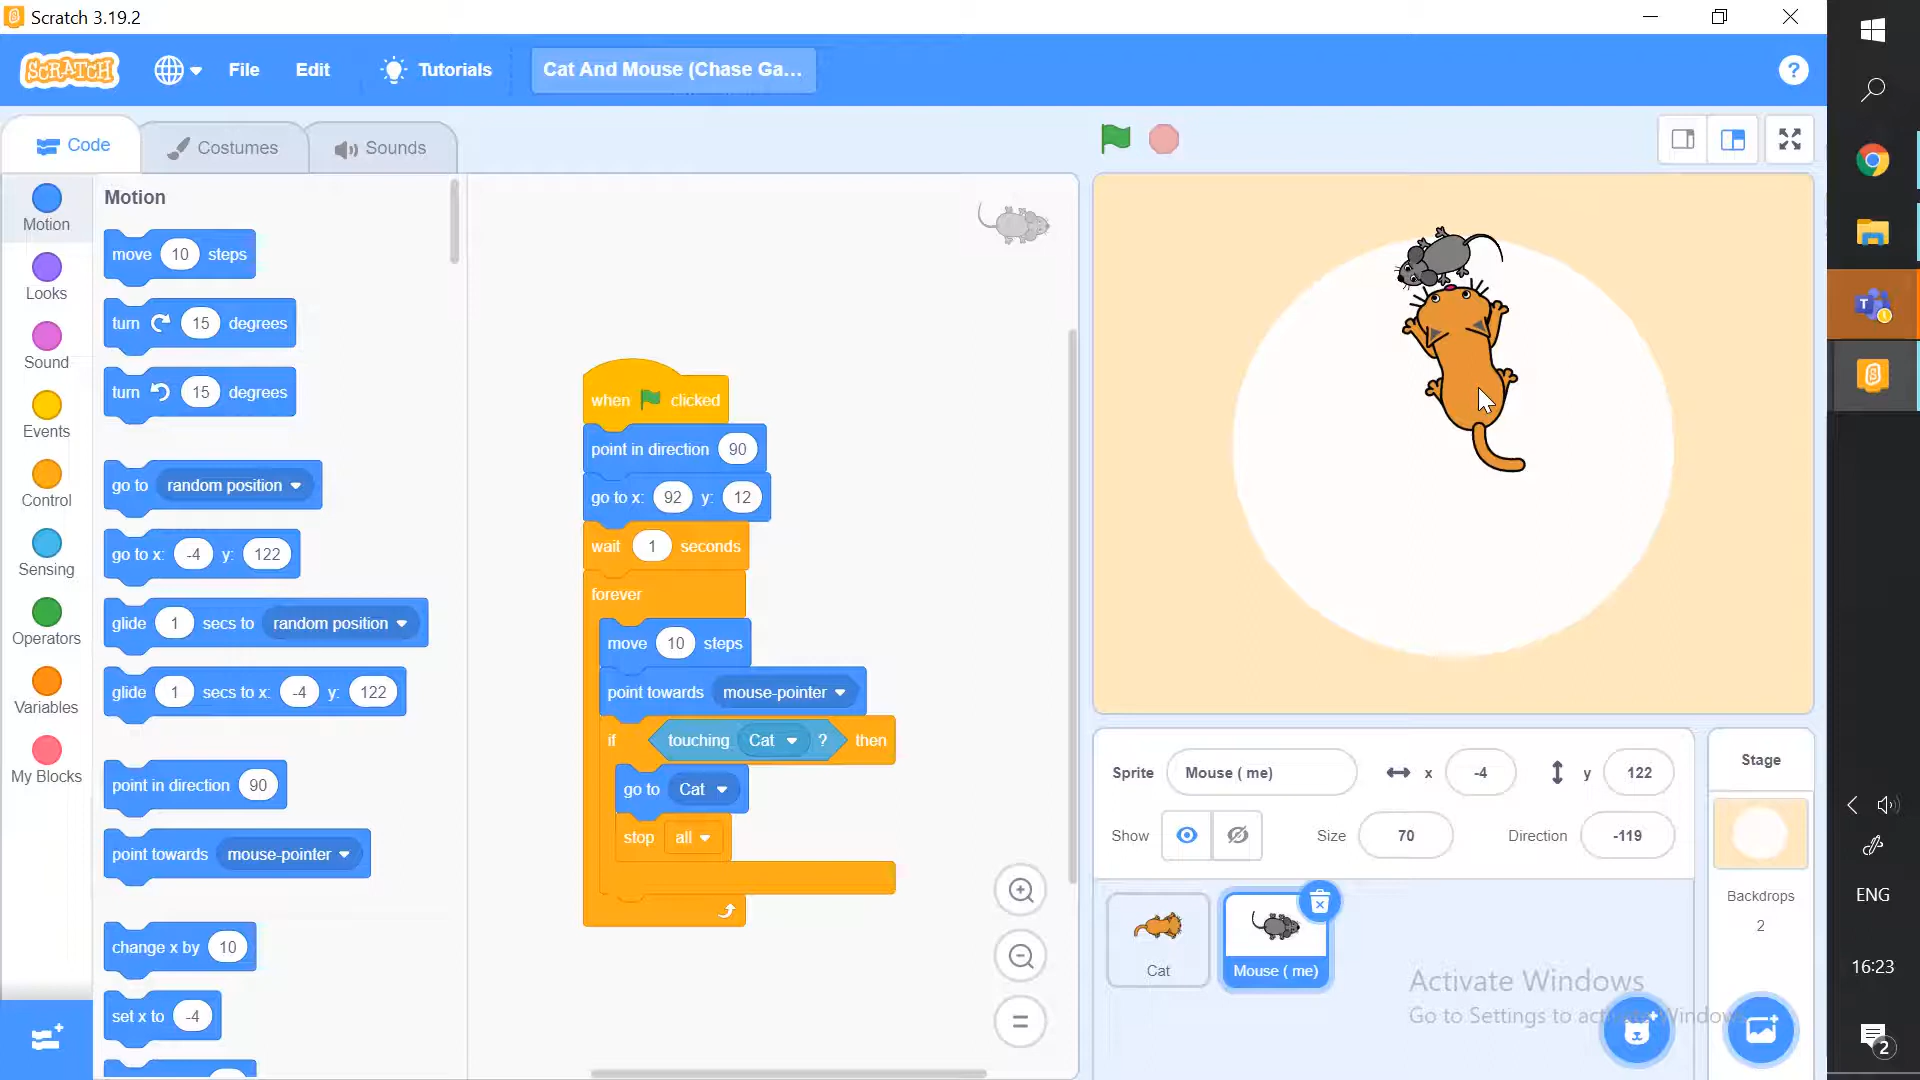 Scratch 3.19.2
SCRATCH
File
Edit
Tutorials
Cat And Mouse (Chase Ga...
?
Code
Costumes
Sounds
Motion
Looks
Sound
Events
Control
Sensing
Operators
Variables
My Blocks
Motion
move 10 steps
turn 15 degrees
turn 15 degrees
go to random position
go to x: -4 y: 122
glide 1 secs to random position
glide 1 secs to x: -4 y: 122
point in direction 90
point towards mouse-pointer
change x by 10
set x to -4
when clicked
point in direction 90
go to x: 92 y: 12
wait 1 seconds
forever
move 10 steps
point towards mouse-pointer
if touching Cat ? then
go to Cat
stop all
Sprite Mouse ( me) x -4 y 122
Show Size 70 Direction -119
Cat
Mouse ( me)
Stage
Backdrops
2
Activate Windows
Go to Settings to activate Windows.
T
ENG
16:23
2